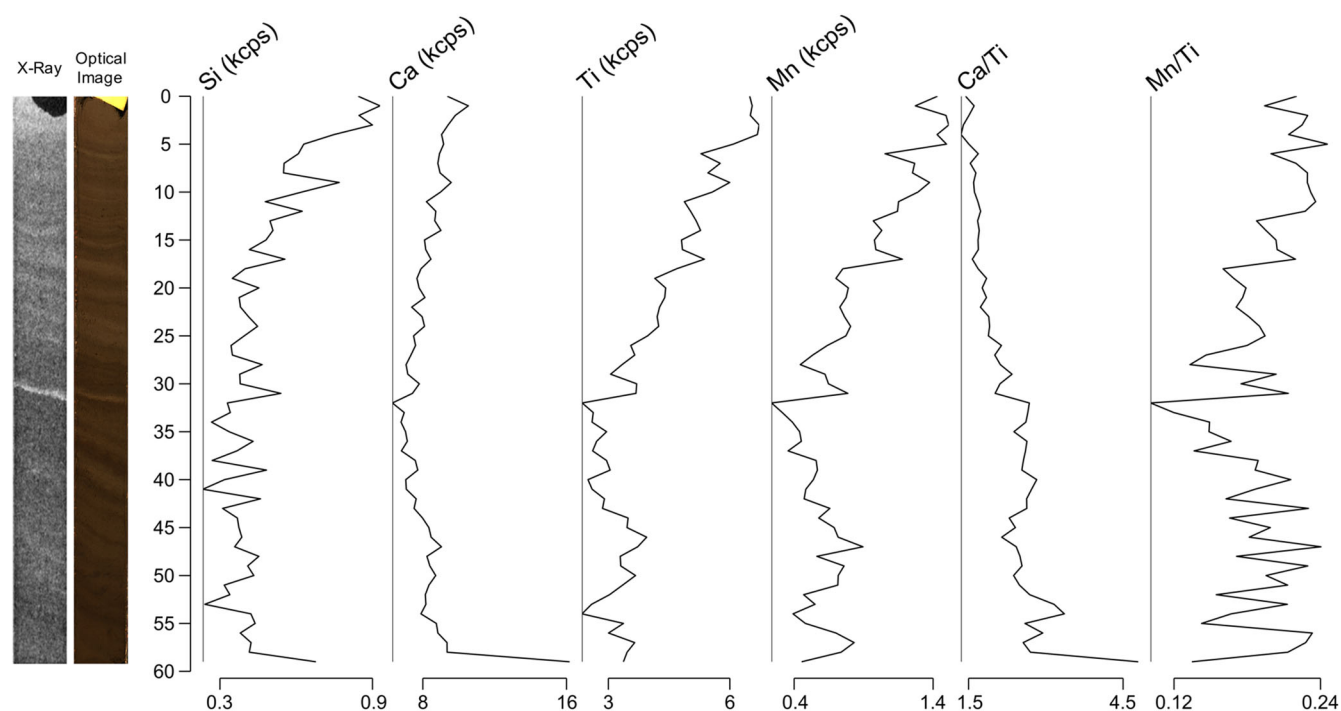 X-Ray
Optical
Image
Si (kcps)
Ca (kcps)
Ti (kcps)
Mn (kcps)
Ca/Ti
Mn/Ti
0
5
10
15
20
25
30
35
40
45
50
55
60
0.3 0.9 8 16 3 6 0.4 1.4 1.5 4.5 0.12 0.24